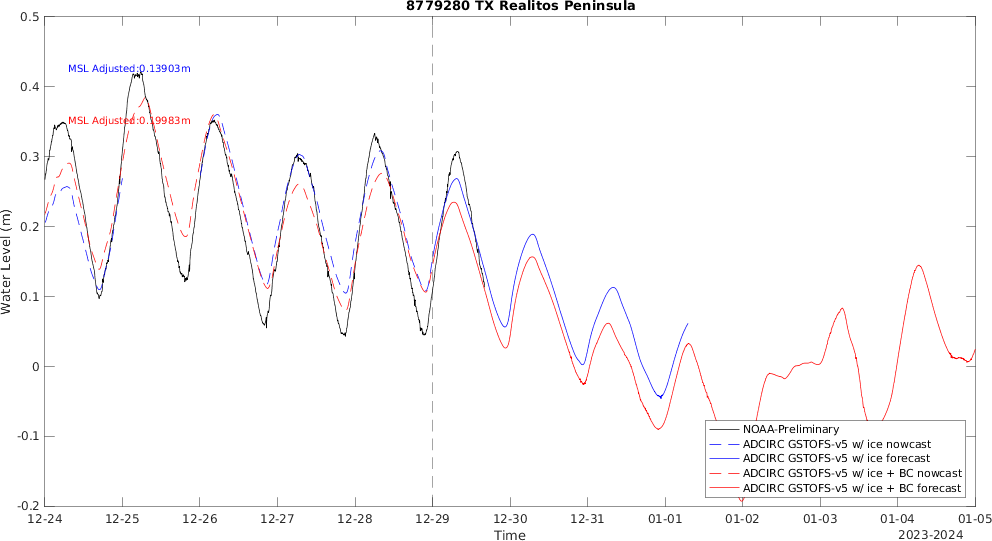 8779280 TX Realitos Peninsula
0.5
0.4
0.3
0.2
0.1
0
-0.1
-0.2
Water Level (m)
MSL Adjusted:0.13903m
MSL Adjusted:0.19983m
NOAA-Preliminary
ADCIRC GSTOFS-v5 w/ ice nowcast
ADCIRC GSTOFS-v5 w/ ice forecast
ADCIRC GSTOFS-v5 w/ ice + BC nowcast
ADCIRC GSTOFS-v5 w/ ice + BC forecast
12-24 12-25 12-26 12-27 12-28 12-29 12-30 12-31 01-01 01-02 01-03 01-04 01-05
Time
2023-2024